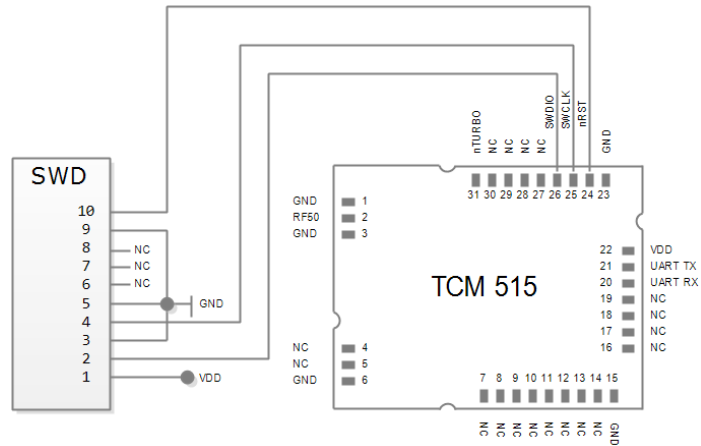 SWD
10
9
8 NC
7 NC
6 NC
5 GND
4
3
2
1 VDD
TCM 515
nTURBO
NC
NC
NC
NC
SWDIO
SWCLK
nRST
GND
31 30 29 28 27 26 25 24 23
GND 1
RF50 2
GND 3
NC 4
NC 5
GND 6
22 VDD
21 UART TX
20 UART RX
19 NC
18 NC
17 NC
16 NC
7 8 9 10 11 12 13 14 15
NC
NC
NC
NC
NC
NC
NC
NC
GND